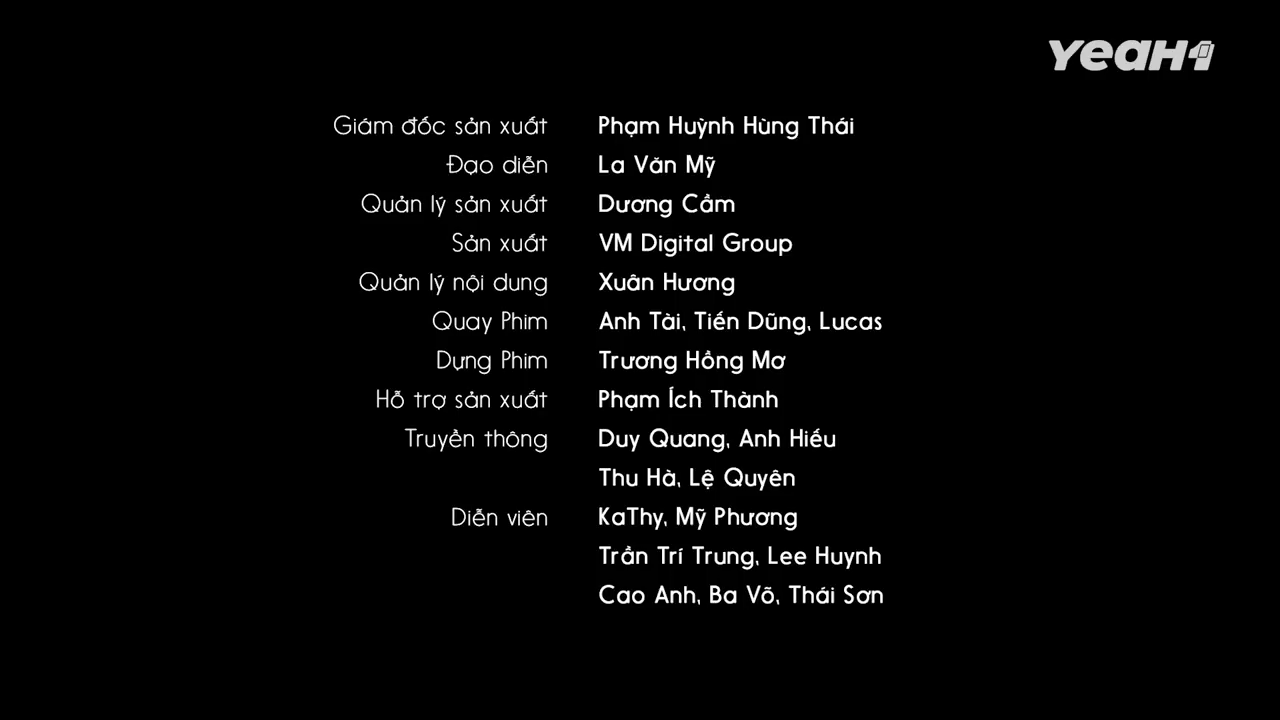 YEAH1
Giám đốc sản xuất Phạm Huỳnh Hùng Thái
Đạo diễn La Văn Mỹ
Quản lý sản xuất Dương Cầm
Sản xuất VM Digital Group
Quản lý nội dung Xuân Hương
Quay Phim Anh Tài, Tiến Dũng, Lucas
Dựng Phim Trương Hồng Mơ
Hỗ trợ sản xuất Phạm Ích Thành
Truyền thông Duy Quang, Anh Hiếu
Thu Hà, Lệ Quyên
Diễn viên KaThy, Mỹ Phương
Trần Trí Trung, Lee Huynh
Cao Anh, Ba Võ, Thái Sơn